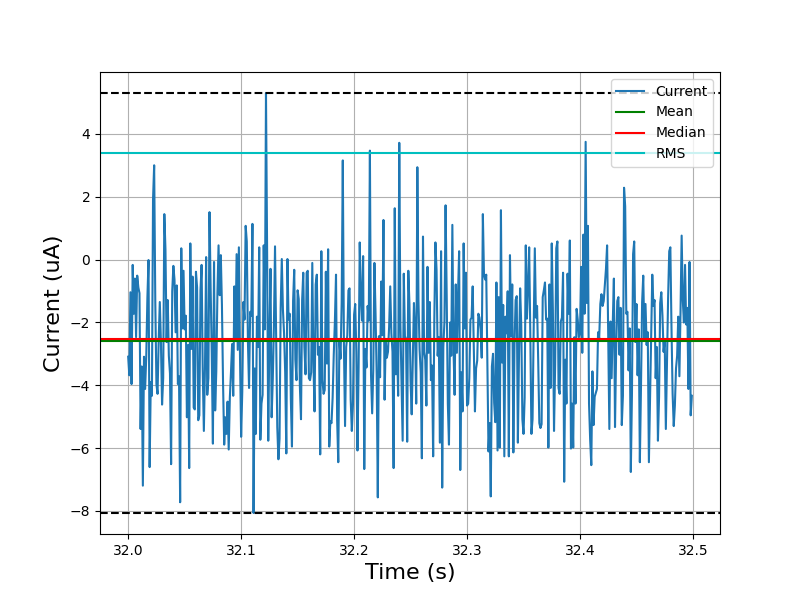 Current
Mean
Median
RMS
4
2
0
−2
−4
−6
−8
Current (uA)
32.0 32.1 32.2 32.3 32.4 32.5
Time (s)